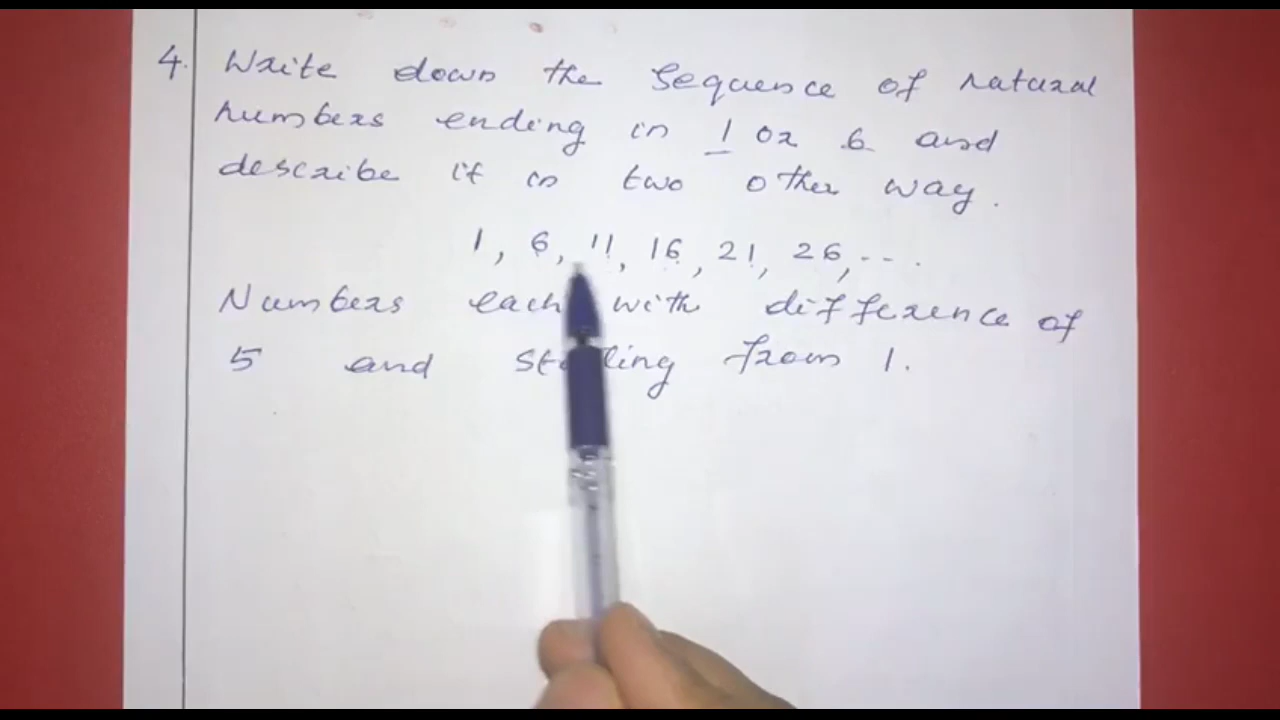 4. Write down the sequence of natural
numbers ending in 1 or 6 and
describe it in two other way.
1, 6, 11, 16, 21, 26, ...
Numbers each with difference of
5 and starting from 1.